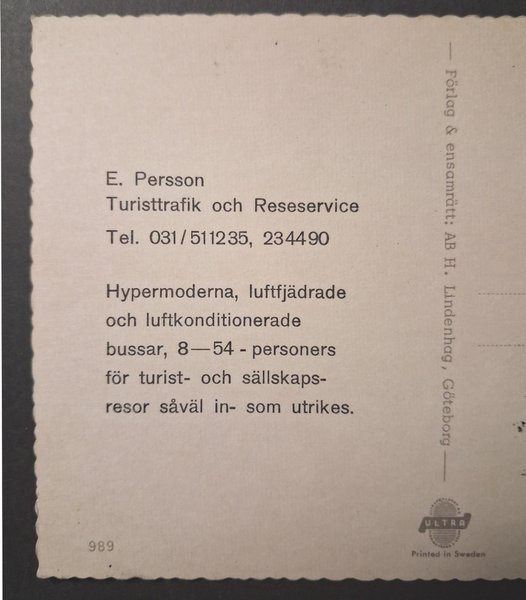 E. Persson
Turisttrafik och Reseservice
Tel. 031/511235, 234490
Hypermoderna, luftfjädrade
och luftkonditionerade
bussar, 8—54 - personers
för turist- och sällskaps-
resor såväl in- som utrikes.
989
— Förlag & ensamrätt: AB H. Lindenhag, Göteborg —
ULTRA
Printed in Sweden